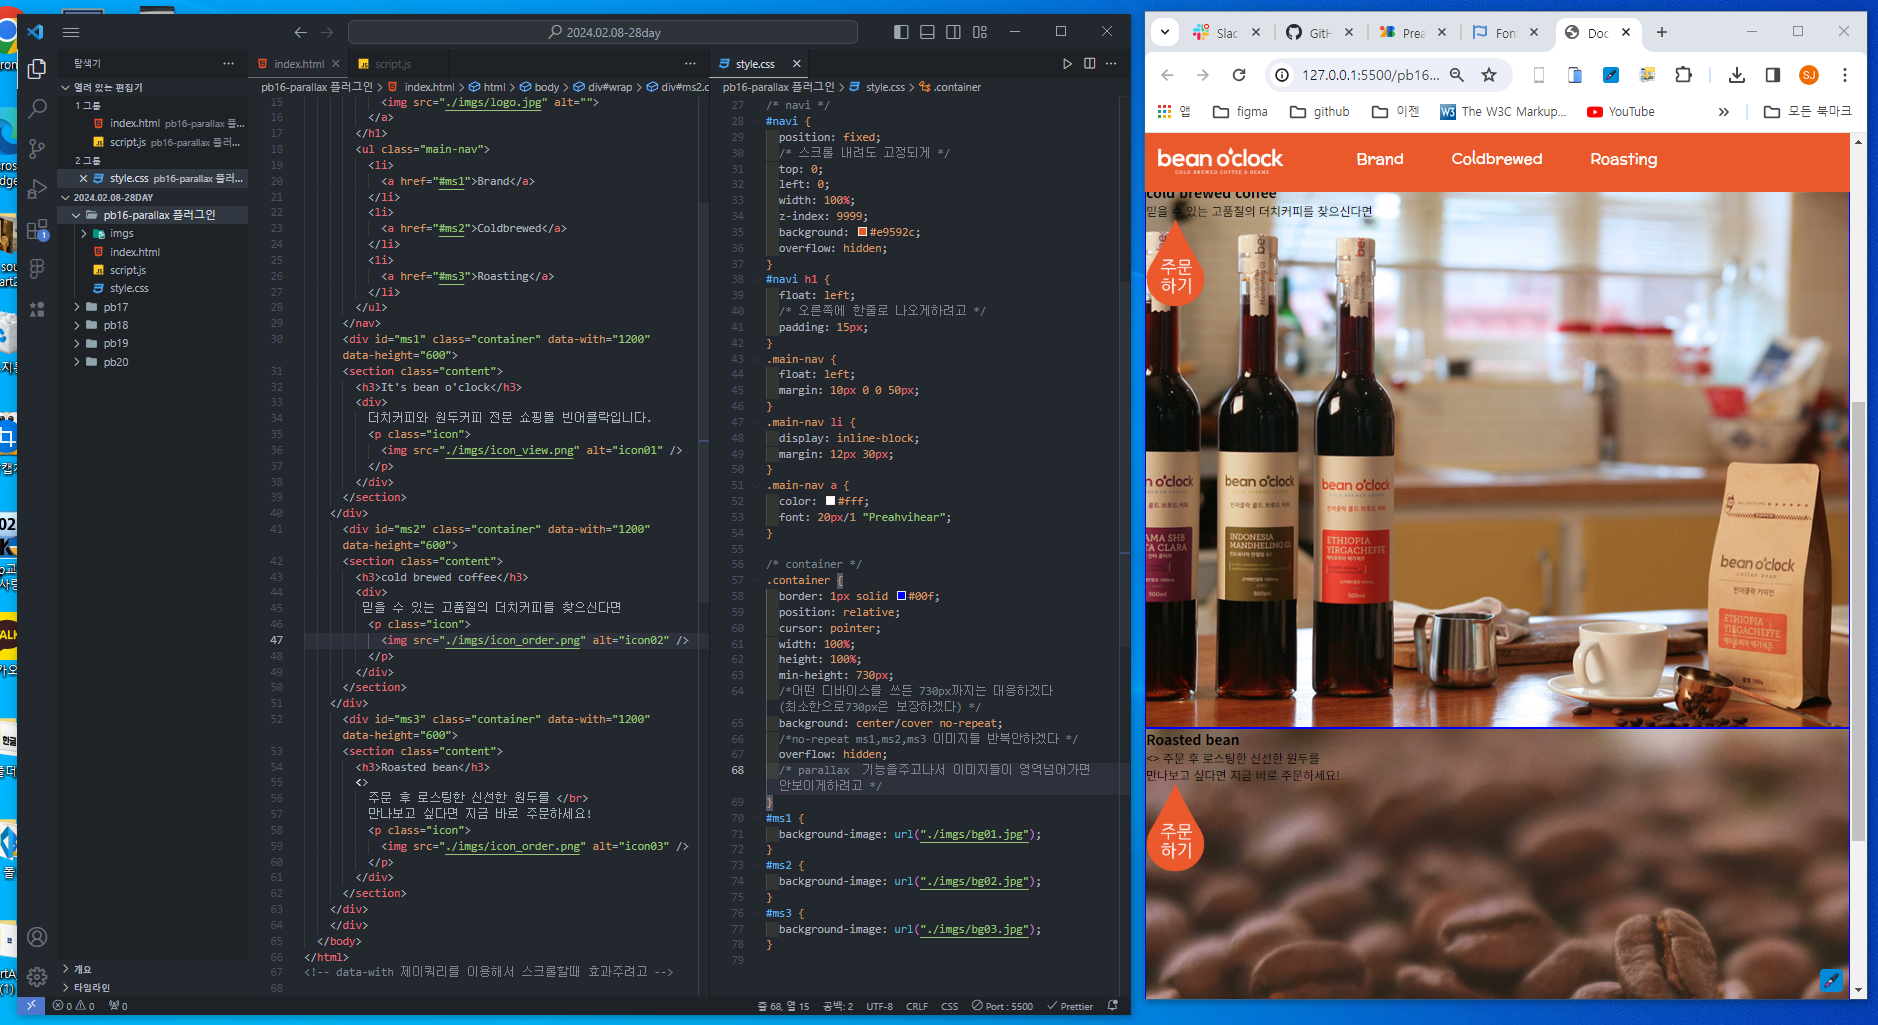 2024.02.08-28day
탐색기
열려 있는 편집기
1 그룹
index.html pb16-parallax 플...
script.js pb16-parallax 플러...
2 그룹
style.css pb16-parallax 플러...
2024.02.08-28DAY
pb16-parallax 플러그인
imgs
index.html
script.js
style.css
pb17
pb18
pb19
pb20
개요
타임라인
index.html
script.js
pb16-parallax 플러그인 > index.html > html > body > div#wrap > div#ms2.c
15 <img src="./imgs/logo.jpg" alt="">
16 </a>
17 </h1>
18 <ul class="main-nav">
19 <li>
20 <a href="#ms1">Brand</a>
21 </li>
22 <li>
23 <a href="#ms2">Coldbrewed</a>
24 </li>
25 <li>
26 <a href="#ms3">Roasting</a>
27 </li>
28 </ul>
29 </nav>
30 <div id="ms1" class="container" data-with="1200"
data-height="600">
31 <section class="content">
32 <h3>It's bean o'clock</h3>
33 <div>
34 더치커피와 원두커피 전문 쇼핑몰 빈어클락입니다.
35 <p class="icon">
36 <img src="./imgs/icon_view.png" alt="icon01" />
37 </p>
38 </div>
39 </section>
40 </div>
41 <div id="ms2" class="container" data-with="1200"
data-height="600">
42 <section class="content">
43 <h3>cold brewed coffee</h3>
44 <div>
45 믿을 수 있는 고품질의 더치커피를 찾으신다면
46 <p class="icon">
47 <img src="./imgs/icon_order.png" alt="icon02" />
48 </p>
49 </div>
50 </section>
51 </div>
52 <div id="ms3" class="container" data-with="1200"
data-height="600">
53 <section class="content">
54 <h3>Roasted bean</h3>
55 <>
56 주문 후 로스팅한 신선한 원두를 </br>
57 만나보고 싶다면 지금 바로 주문하세요!
58 <p class="icon">
59 <img src="./imgs/icon_order.png" alt="icon03" />
60 </p>
61 </div>
62 </section>
63 </div>
64 </div>
65 </body>
66 </html>
67 <!-- data-with 제이쿼리를 이용해서 스크롤할때 효과주려고 -->
68
style.css
pb16-parallax 플러그인 > style.css > .container
27 /* navi */
28 #navi {
29 position: fixed;
30 /* 스크롤 내려도 고정되게 */
31 top: 0;
32 left: 0;
33 width: 100%;
34 z-index: 9999;
35 background: #e9592c;
36 overflow: hidden;
37 }
38 #navi h1 {
39 float: left;
40 /* 오른쪽에 한줄로 나오게하려고 */
41 padding: 15px;
42 }
43 .main-nav {
44 float: left;
45 margin: 10px 0 0 50px;
46 }
47 .main-nav li {
48 display: inline-block;
49 margin: 12px 30px;
50 }
51 .main-nav a {
52 color: #fff;
53 font: 20px/1 "Preahvihear";
54 }
55
56 /* container */
57 .container {
58 border: 1px solid #00f;
59 position: relative;
60 cursor: pointer;
61 width: 100%;
62 height: 100%;
63 min-height: 730px;
64 /*어떤 디바이스를 쓰든 730px까지는 대응하겠다
(최소한으로730px은 보장하겠다) */
65 background: center/cover no-repeat;
66 /*no-repeat ms1,ms2,ms3 이미지들 반복안하겠다 */
67 overflow: hidden;
68 /* parallax 기능을주고나서 이미지들이 영역넘어가면
안보이게하려고 */
69 }
70 #ms1 {
71 background-image: url("./imgs/bg01.jpg");
72 }
73 #ms2 {
74 background-image: url("./imgs/bg02.jpg");
75 }
76 #ms3 {
77 background-image: url("./imgs/bg03.jpg");
78 }
79
0 0 0
줄 68, 열 15 공백: 2 UTF-8 CRLF CSS Port : 5500 Prettier
Slac
GitH
Prea
Font
Doc
127.0.0.1:5500/pb16...
SJ
앱
figma
github
이젠
The W3C Markup...
YouTube
모든 북마크
bean o'clock
COLD BREWED COFFEE & BEANS
Brand
Coldbrewed
Roasting
cold brewed coffee
믿을 수 있는 고품질의 더치커피를 찾으신다면
주문
하기
AMA SHB
TA CLARA
500ml
bean o'clock
INDONESIA
MANDHELING G1
500ml
bean o'clock
ETHIOPIA
YIRGACHEFFE
500ml
bean o'clock
coffee bean
ETHIOPIA
YIRGACHEFFE
Roasted bean
<> 주문 후 로스팅한 신선한 원두를
만나보고 싶다면 지금 바로 주문하세요!
주문
하기